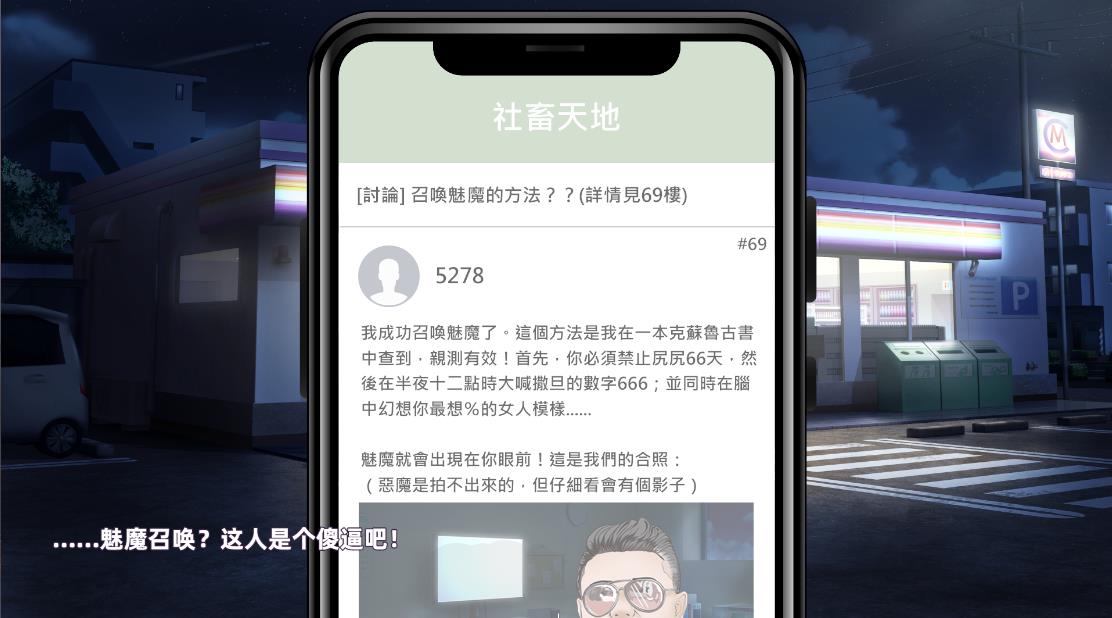 社畜天地
[討論] 召喚魅魔的方法？？(詳情見69樓)
#69
5278
我成功召喚魅魔了。這個方法是我在一本克蘇魯古書
中查到，親測有效！首先，你必須禁止尻尻66天，然
後在半夜十二點時大喊撒旦的數字666；並同時在腦
中幻想你最想%的女人模樣......
魅魔就會出現在你眼前！這是我們的合照：
（惡魔是拍不出來的，但仔細看會有個影子）
......魅魔召唤？这人是个傻逼吧！
M
P